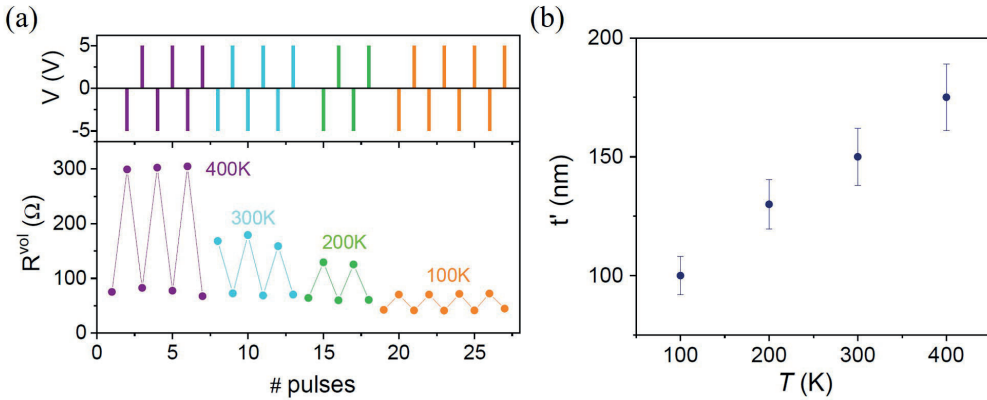 (a)
V (V)
5
0
-5
R^vol (Ω)
300
200
100
0
400K
300K
200K
100K
0 5 10 15 20 25
# pulses
(b)
t' (nm)
200
150
100
100 200 300 400
T (K)